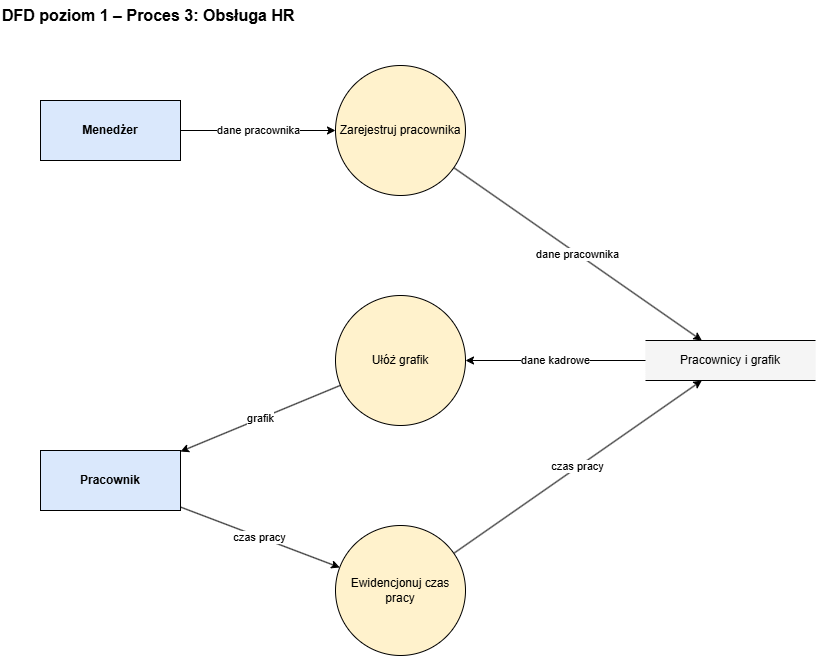 DFD poziom 1 – Proces 3: Obsługa HR
Menedżer
dane pracownika
Zarejestruj pracownika
dane pracownika
Ułóż grafik
dane kadrowe
Pracownicy i grafik
grafik
Pracownik
czas pracy
czas pracy
Ewidencjonuj czas
pracy